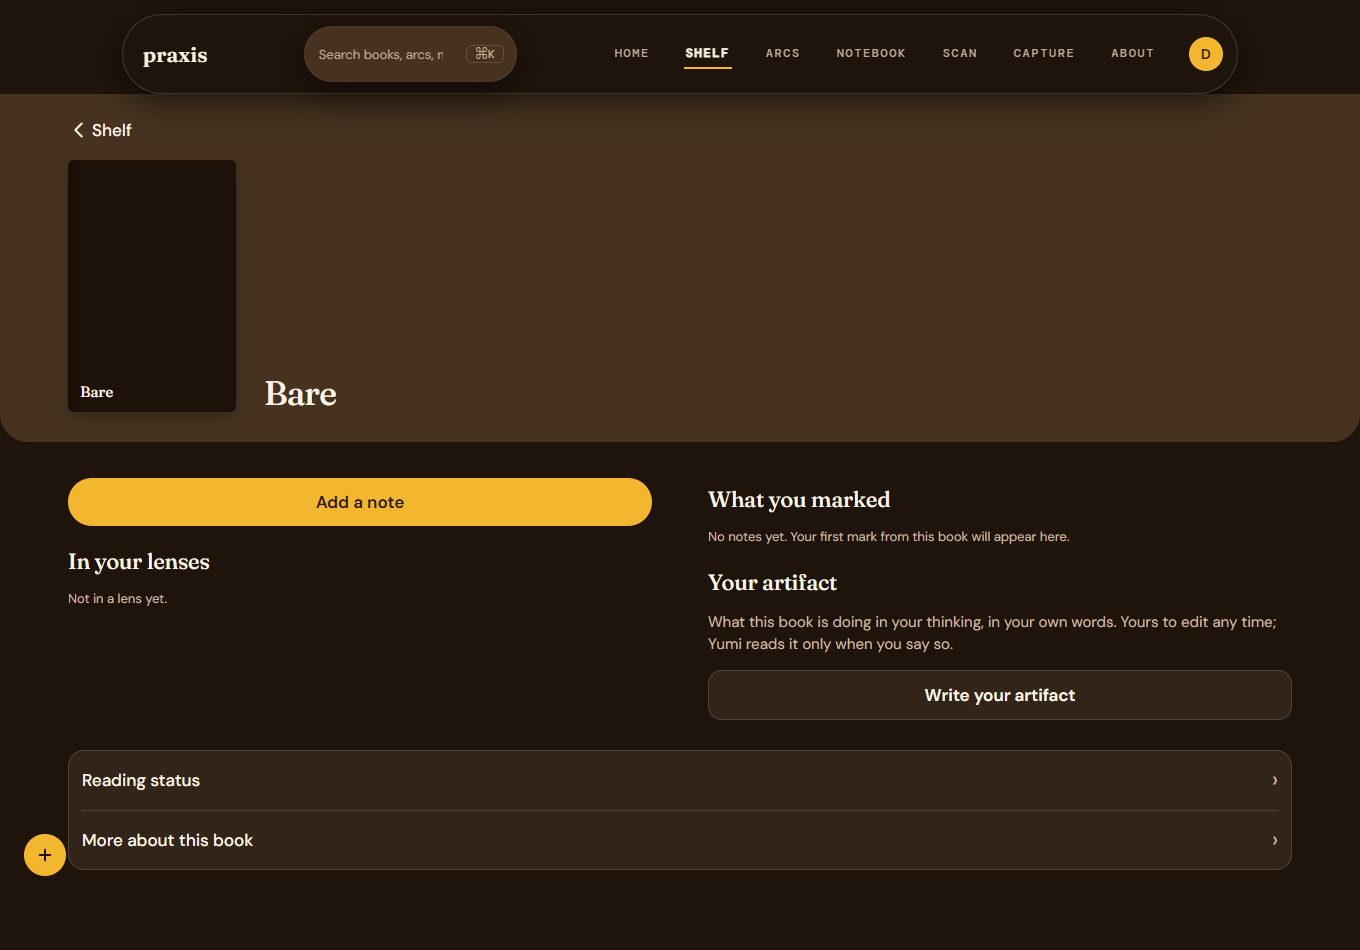 praxis
Search books, arcs, n
⌘K
HOME
SHELF
ARCS
NOTEBOOK
SCAN
CAPTURE
ABOUT
D
Shelf
Bare
Bare
Add a note
In your lenses
Not in a lens yet.
What you marked
No notes yet. Your first mark from this book will appear here.
Your artifact
What this book is doing in your thinking, in your own words. Yours to edit any time;
Yumi reads it only when you say so.
Write your artifact
Reading status
More about this book